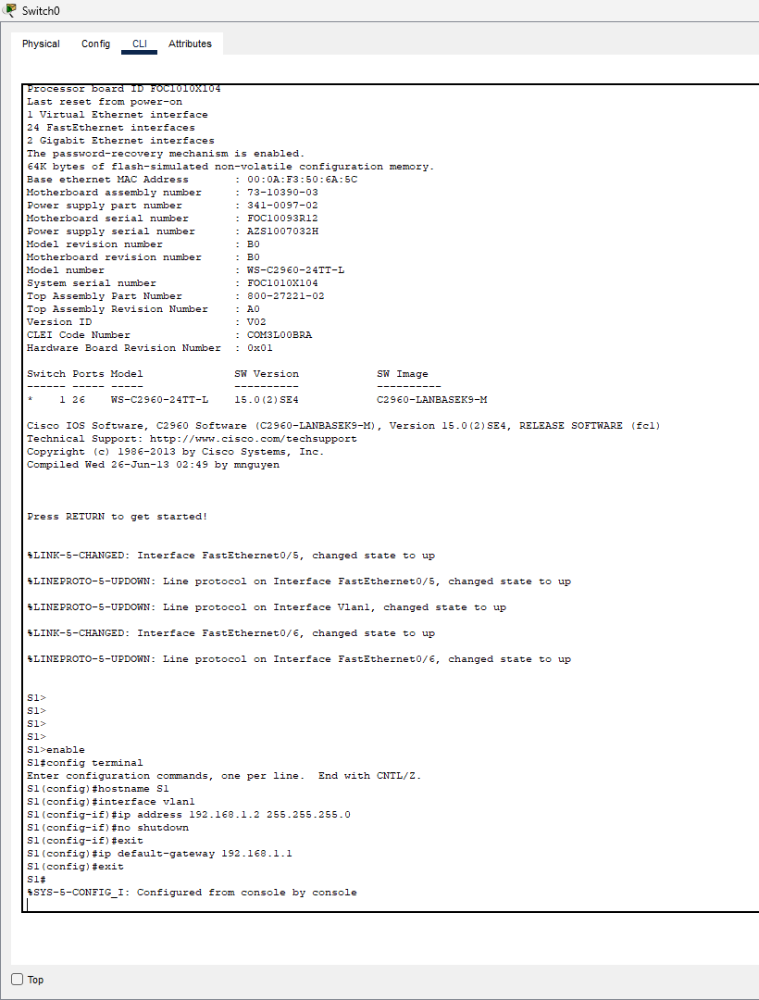 Switch0
Physical Config CLI Attributes
Processor board ID FOC1010X104
Last reset from power-on
1 Virtual Ethernet interface
24 FastEthernet interfaces
2 Gigabit Ethernet interfaces
The password-recovery mechanism is enabled.
64K bytes of flash-simulated non-volatile configuration memory.
Base ethernet MAC Address : 00:0A:F3:50:6A:5C
Motherboard assembly number : 73-10390-03
Power supply part number : 341-0097-02
Motherboard serial number : FOC10093R12
Power supply serial number : AZS1007032H
Model revision number : B0
Motherboard revision number : B0
Model number : WS-C2960-24TT-L
System serial number : FOC1010X104
Top Assembly Part Number : 800-27221-02
Top Assembly Revision Number : A0
Version ID : V02
CLEI Code Number : COM3L00BRA
Hardware Board Revision Number : 0x01
Switch Ports Model SW Version SW Image
------ ----- ----- ---------- ----------
* 1 26 WS-C2960-24TT-L 15.0(2)SE4 C2960-LANBASEK9-M
Cisco IOS Software, C2960 Software (C2960-LANBASEK9-M), Version 15.0(2)SE4, RELEASE SOFTWARE (fc1)
Technical Support: http://www.cisco.com/techsupport
Copyright (c) 1986-2013 by Cisco Systems, Inc.
Compiled Wed 26-Jun-13 02:49 by mnguyen
Press RETURN to get started!
%LINK-5-CHANGED: Interface FastEthernet0/5, changed state to up
%LINEPROTO-5-UPDOWN: Line protocol on Interface FastEthernet0/5, changed state to up
%LINEPROTO-5-UPDOWN: Line protocol on Interface Vlan1, changed state to up
%LINK-5-CHANGED: Interface FastEthernet0/6, changed state to up
%LINEPROTO-5-UPDOWN: Line protocol on Interface FastEthernet0/6, changed state to up
S1>
S1>
S1>
S1>
S1>enable
S1#config terminal
Enter configuration commands, one per line. End with CNTL/Z.
S1(config)#hostname S1
S1(config)#interface vlan1
S1(config-if)#ip address 192.168.1.2 255.255.255.0
S1(config-if)#no shutdown
S1(config-if)#exit
S1(config)#ip default-gateway 192.168.1.1
S1(config)#exit
S1#
%SYS-5-CONFIG_I: Configured from console by console
Top